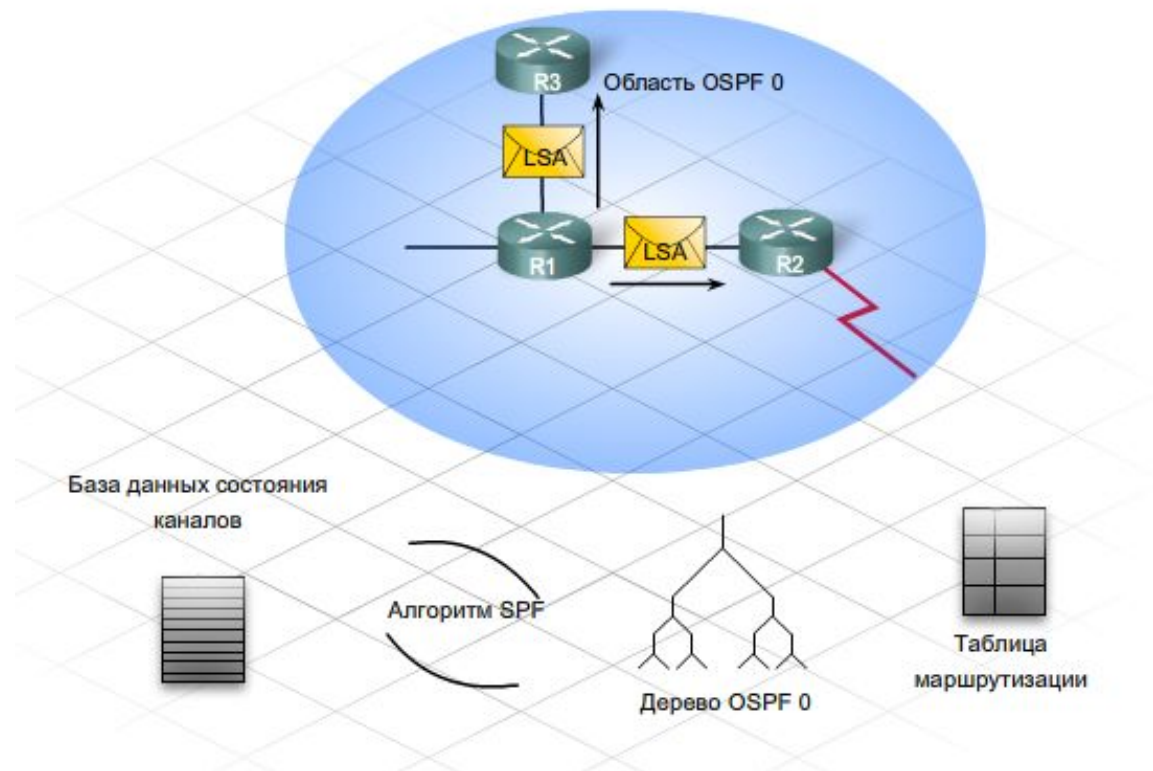 R3
Область OSPF 0
LSA
R1
LSA
R2
База данных состояния
каналов
Алгоритм SPF
Дерево OSPF 0
Таблица
маршрутизации